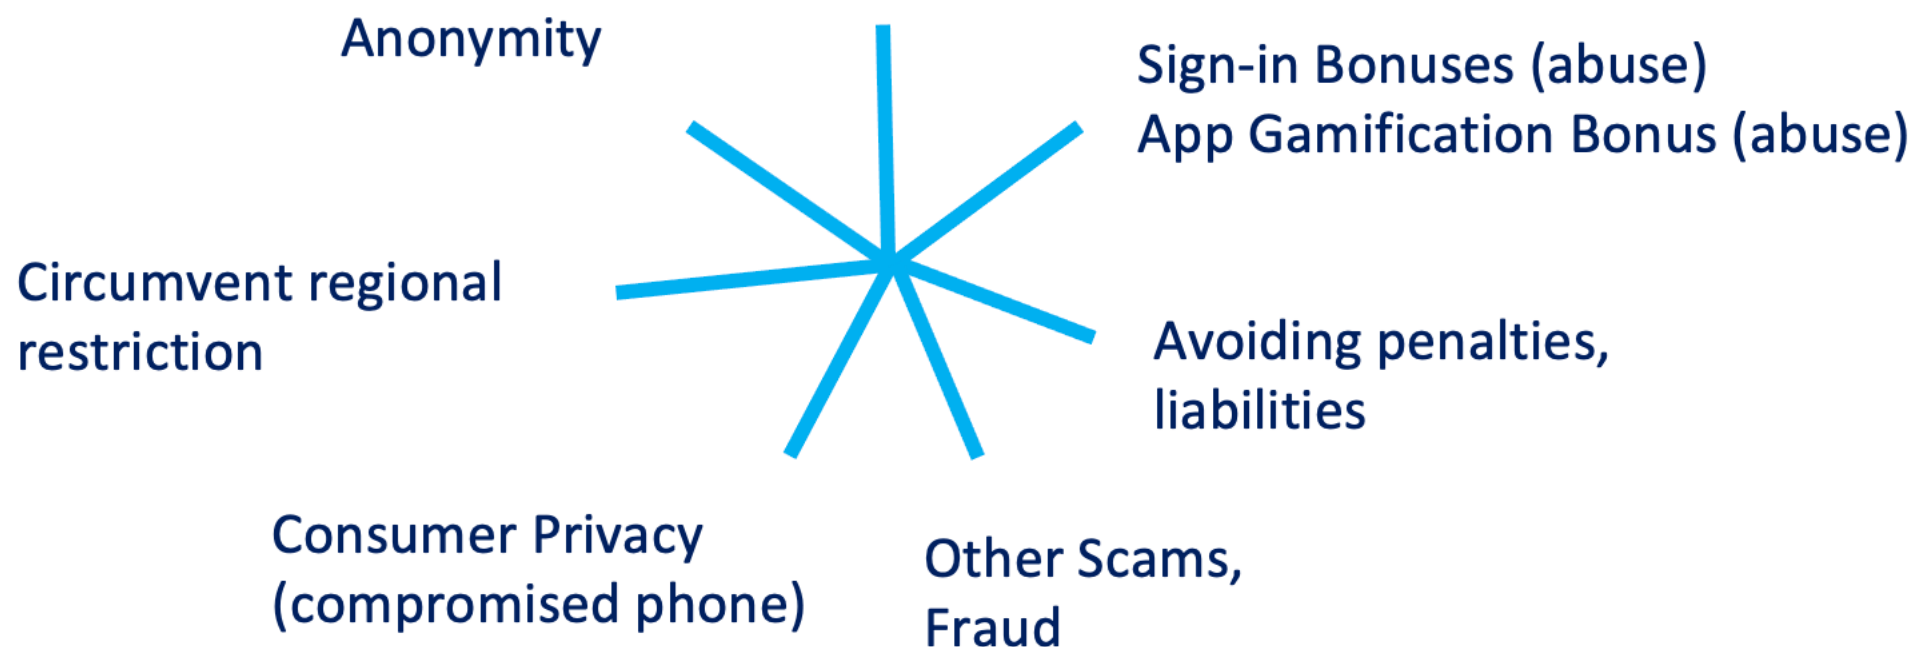 Anonymity
Sign-in Bonuses (abuse)
App Gamification Bonus (abuse)
Circumvent regional
restriction
Avoiding penalties,
liabilities
Consumer Privacy
(compromised phone)
Other Scams,
Fraud